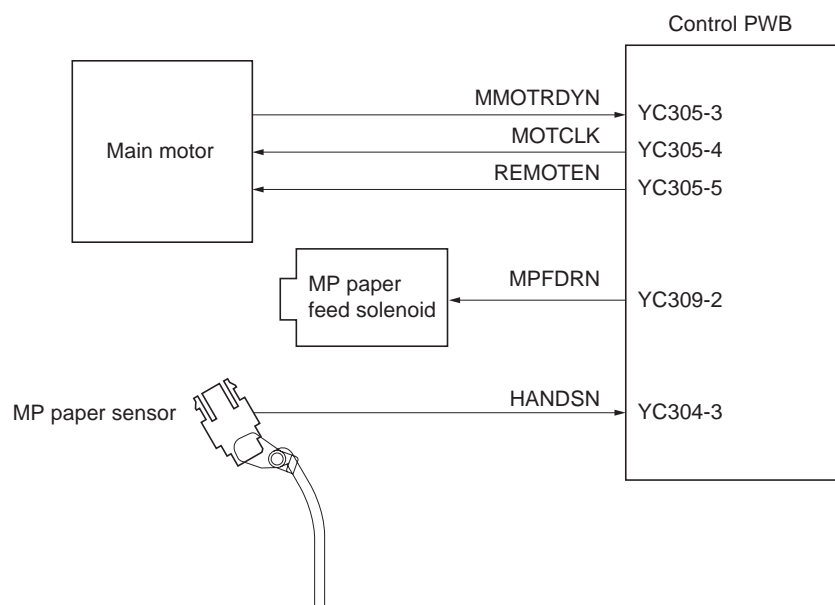 Control PWB
MMOTRDYN
YC305-3
Main motor
MOTCLK
YC305-4
REMOTEN
YC305-5
MP paper
feed solenoid
MPFDRN
YC309-2
MP paper sensor
HANDSN
YC304-3